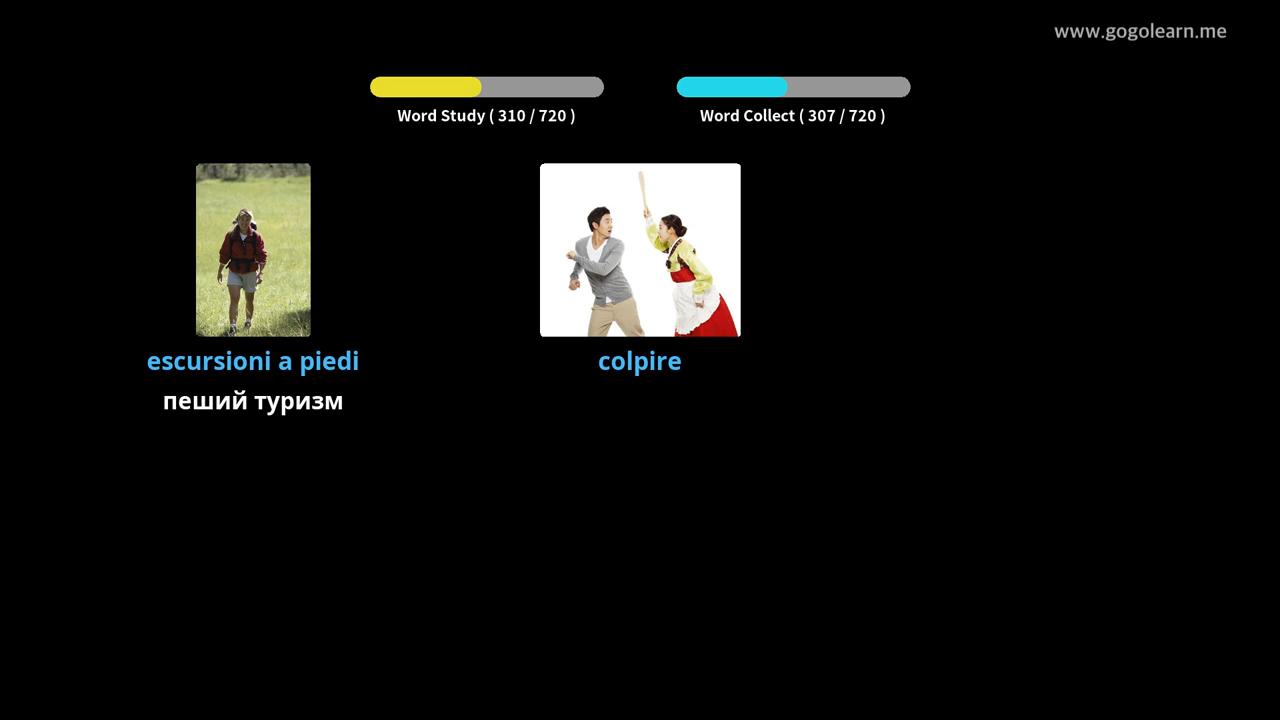 www.gogolearn.me
Word Study ( 310 / 720 )
Word Collect ( 307 / 720 )
escursioni a piedi
colpire
пеший туризм